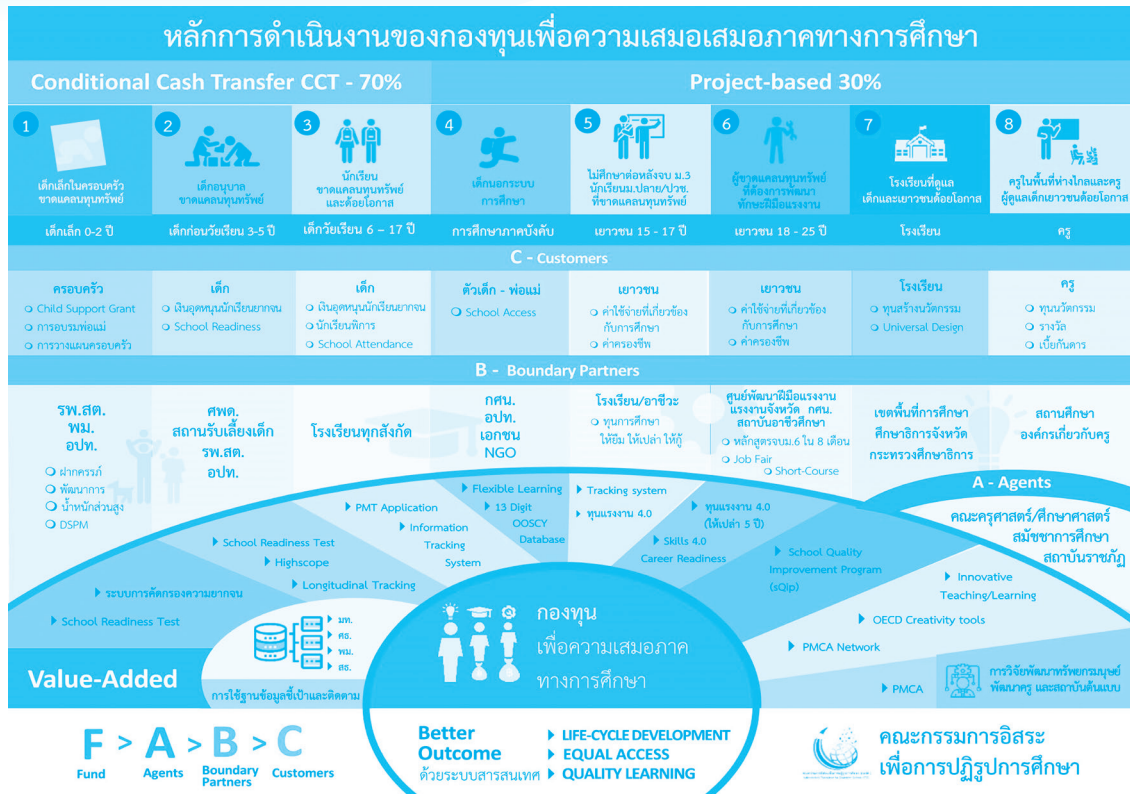 หลักการดำเนินงานของกองทุนเพื่อความเสมอเสมอภาคทางการศึกษา
Conditional Cash Transfer CCT - 70%
Project-based 30%
1
เด็กเล็กในครอบครัว
ขาดแคลนทุนทรัพย์
2
เด็กอนุบาล
ขาดแคลนทุนทรัพย์
3
นักเรียน
ขาดแคลนทุนทรัพย์
และด้อยโอกาส
4
เด็กนอกระบบ
การศึกษา
5
ไม่ศึกษาต่อหลังจบ ม.3
นักเรียนม.ปลาย/ปวช.
ที่ขาดแคลนทุนทรัพย์
6
ผู้ขาดแคลนทุนทรัพย์
ที่ต้องการพัฒนา
ทักษะฝีมือแรงงาน
7
โรงเรียนที่ดูแล
เด็กและเยาวชนด้อยโอกาส
8
ครูในพื้นที่ห่างไกลและครู
ผู้ดูแลเด็กเยาวชนด้อยโอกาส
เด็กเล็ก 0-2 ปี
เด็กก่อนวัยเรียน 3-5 ปี
เด็กวัยเรียน 6 – 17 ปี
การศึกษาภาคบังคับ
เยาวชน 15 - 17 ปี
เยาวชน 18 - 25 ปี
โรงเรียน
ครู
C - Customers
ครอบครัว
Child Support Grant
การอบรมพ่อแม่
การวางแผนครอบครัว
เด็ก
เงินอุดหนุนนักเรียนยากจน
School Readiness
เด็ก
เงินอุดหนุนนักเรียนยากจน
นักเรียนพิการ
School Attendance
ตัวเด็ก - พ่อแม่
School Access
เยาวชน
ค่าใช้จ่ายที่เกี่ยวข้อง
กับการศึกษา
ค่าครองชีพ
เยาวชน
ค่าใช้จ่ายที่เกี่ยวข้อง
กับการศึกษา
ค่าครองชีพ
โรงเรียน
ทุนสร้างนวัตกรรม
Universal Design
ครู
ทุนนวัตกรรม
รางวัล
เบี้ยกันดาร
B - Boundary Partners
รพ.สต.
พม.
อปท.
ฝากครรภ์
พัฒนาการ
น้ำหนักส่วนสูง
DSPM
ศพด.
สถานรับเลี้ยงเด็ก
รพ.สต.
อปท.
โรงเรียนทุกสังกัด
กศน.
อปท.
เอกชน
NGO
โรงเรียน/อาชีวะ
ทุนการศึกษา
ให้ยืม ให้เปล่า ให้กู้
ศูนย์พัฒนาฝีมือแรงงาน
แรงงานจังหวัด กศน.
สถาบันอาชีวศึกษา
หลักสูตรจบม.6 ใน 8 เดือน
Job Fair
Short-Course
เขตพื้นที่การศึกษา
ศึกษาธิการจังหวัด
กระทรวงศึกษาธิการ
สถานศึกษา
องค์กรเกี่ยวกับครู
A - Agents
คณะครุศาสตร์/ศึกษาศาสตร์
สมัชชาการศึกษา
สถาบันราชภัฏ
ระบบการคัดกรองความยากจน
School Readiness Test
School Readiness Test
Highscope
Longitudinal Tracking
PMT Application
Information
Tracking
System
Flexible Learning
13 Digit
OOSCY
Database
Tracking system
ทุนแรงงาน 4.0
ทุนแรงงาน 4.0
(ให้เปล่า 5 ปี)
Skills 4.0
Career Readiness
School Quality
Improvement Program
(sQip)
Innovative
Teaching/Learning
OECD Creativity tools
PMCA Network
PMCA
การวิจัยพัฒนาทรัพยกรมนุษย์
พัฒนาครู และสถาบันต้นแบบ
Value-Added
มท.
ศธ.
พม.
สธ.
การใช้ฐานข้อมูลชี้เป้าและติดตาม
กองทุน
เพื่อความเสมอภาค
ทางการศึกษา
F > A > B > C
Fund
Agents
Boundary
Partners
Customers
Better
Outcome
ด้วยระบบสารสนเทศ
LIFE-CYCLE DEVELOPMENT
EQUAL ACCESS
QUALITY LEARNING
คณะกรรมการอิสระ
เพื่อการปฏิรูปการศึกษา